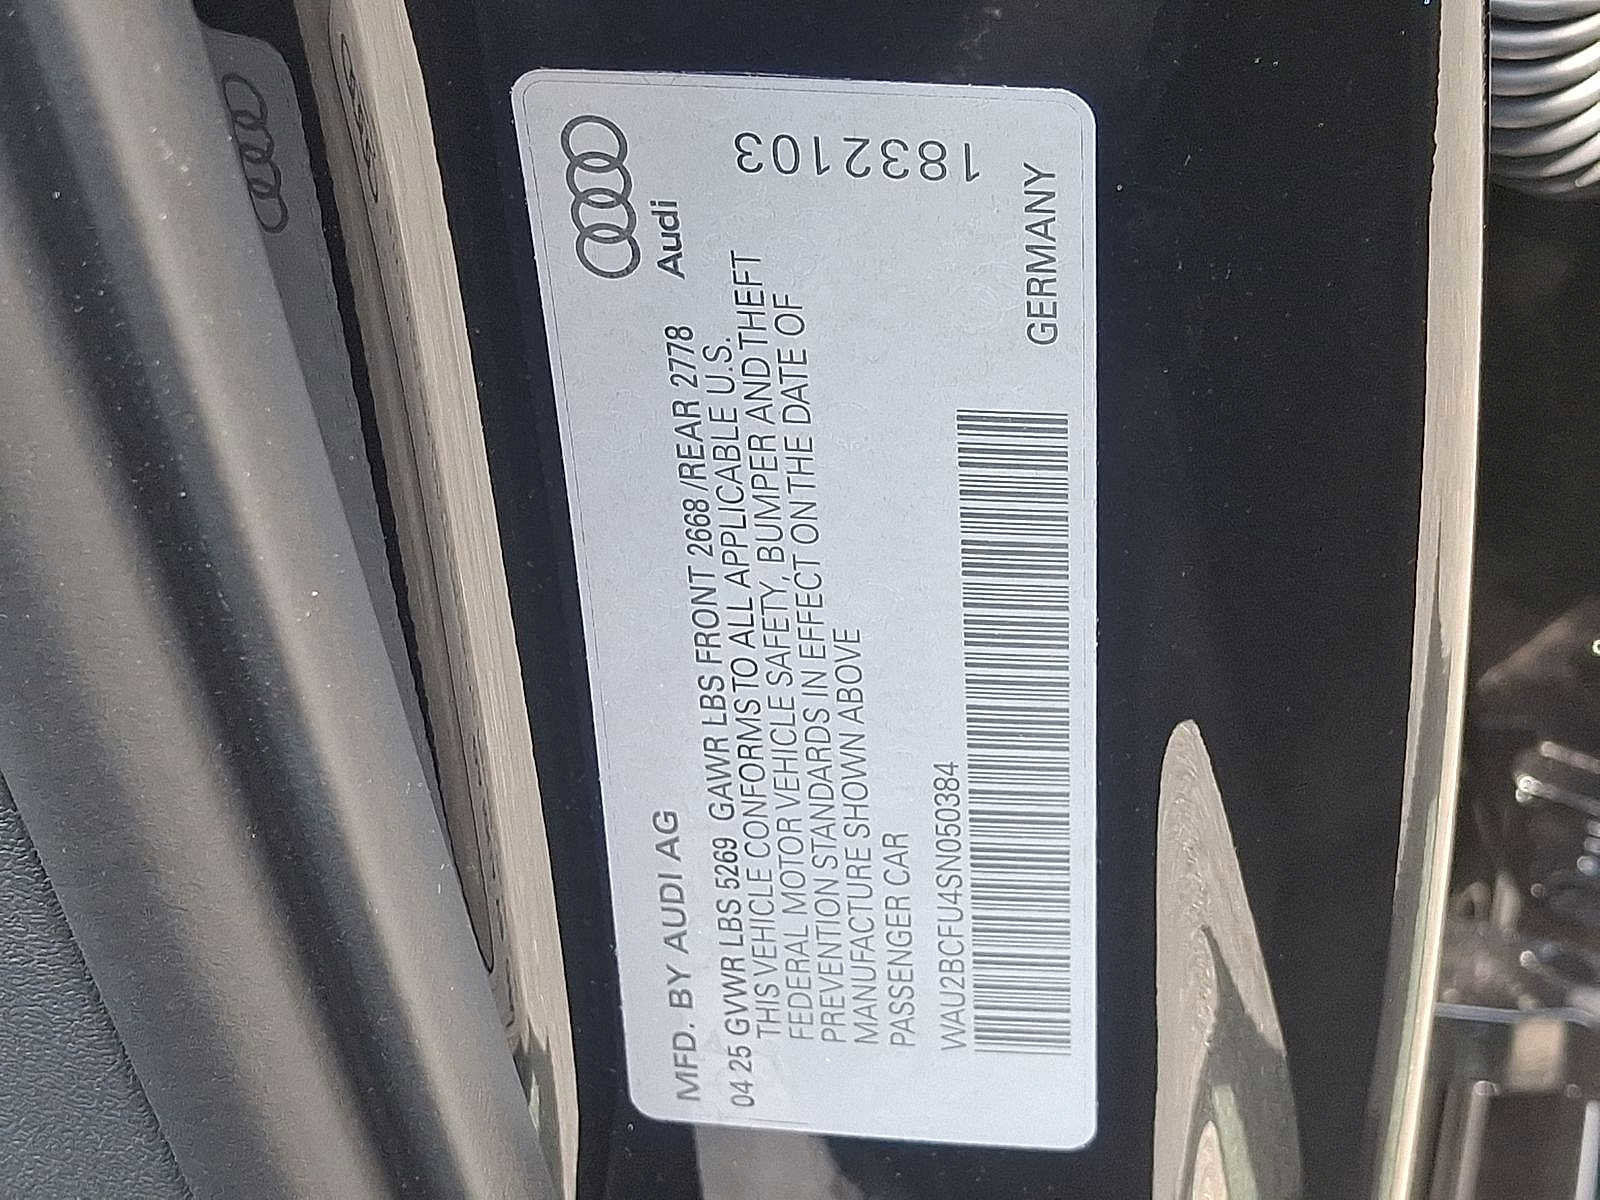 MFD. BY AUDI AG
Audi
04 25 GVWR LBS 5269 GAWR LBS FRONT 2668 /REAR 2778
THIS VEHICLE CONFORMS TO ALL APPLICABLE U.S.
FEDERAL MOTOR VEHICLE SAFETY, BUMPER AND THEFT
PREVENTION STANDARDS IN EFFECT ON THE DATE OF
MANUFACTURE SHOWN ABOVE
PASSENGER CAR
1832103
WAU2BCFU4SN050384
GERMANY